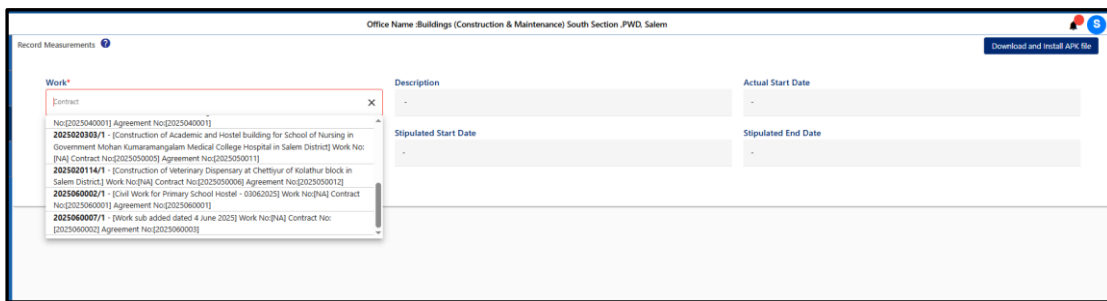 Office Name :Buildings (Construction & Maintenance) South Section ,PWD, Salem
S
Record Measurements ?
Download and Install APK file
Work*
Description
Actual Start Date
Contract
-
-
No:[2025040001] Agreement No:[2025040001]
2025020303/1 - [Construction of Academic and Hostel building for School of Nursing in
Government Mohan Kumaramangalam Medical College Hospital in Salem District] Work No:
[NA] Contract No:[2025050005] Agreement No:[2025050011]
2025020114/1 - [Construction of Veterinary Dispensary at Chettiyur of Kolathur block in
Salem District.] Work No:[NA] Contract No:[2025050006] Agreement No:[2025050012]
2025060002/1 - [Civil Work for Primary School Hostel - 03062025] Work No:[NA] Contract
No:[2025060001] Agreement No:[2025060001]
2025060007/1 - [Work sub added dated 4 June 2025] Work No:[NA] Contract No:
[2025060002] Agreement No:[2025060003]
Stipulated Start Date
Stipulated End Date
-
-